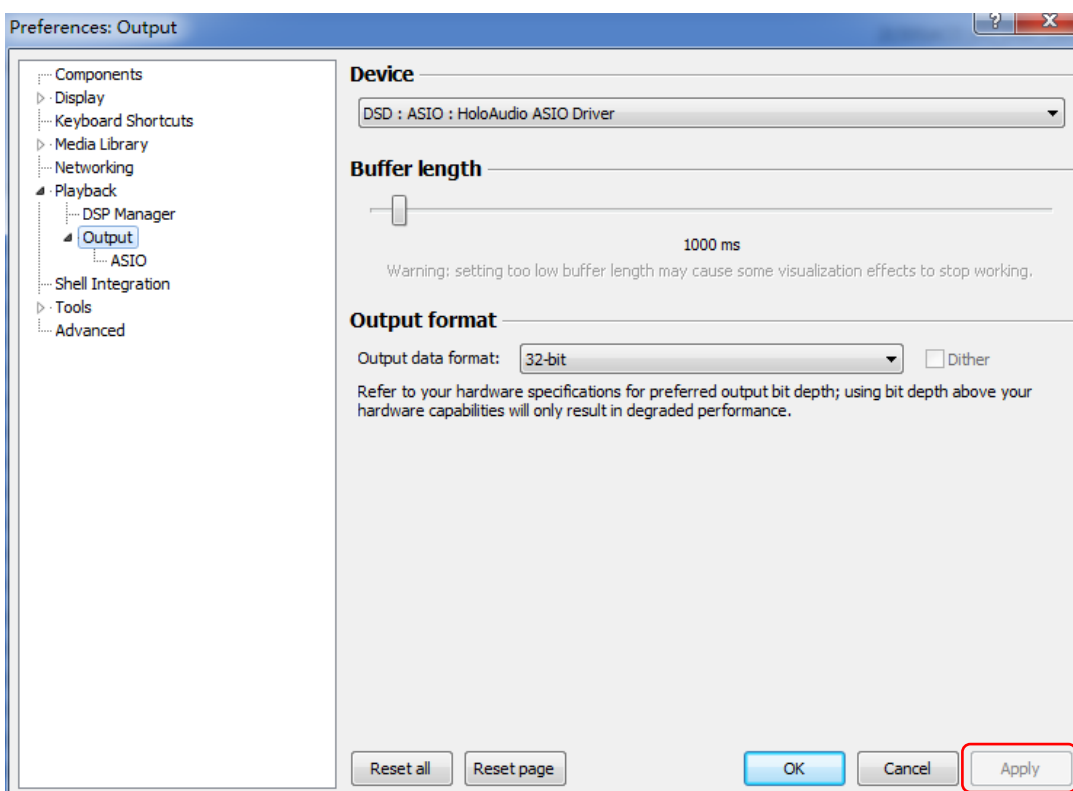 Preferences: Output
?
X
Components
Display
Keyboard Shortcuts
Media Library
Networking
Playback
DSP Manager
Output
ASIO
Shell Integration
Tools
Advanced
Device
DSD : ASIO : HoloAudio ASIO Driver
Buffer length
1000 ms
Warning: setting too low buffer length may cause some visualization effects to stop working.
Output format
Output data format: 32-bit Dither
Refer to your hardware specifications for preferred output bit depth; using bit depth above your
hardware capabilities will only result in degraded performance.
Reset all Reset page OK Cancel Apply